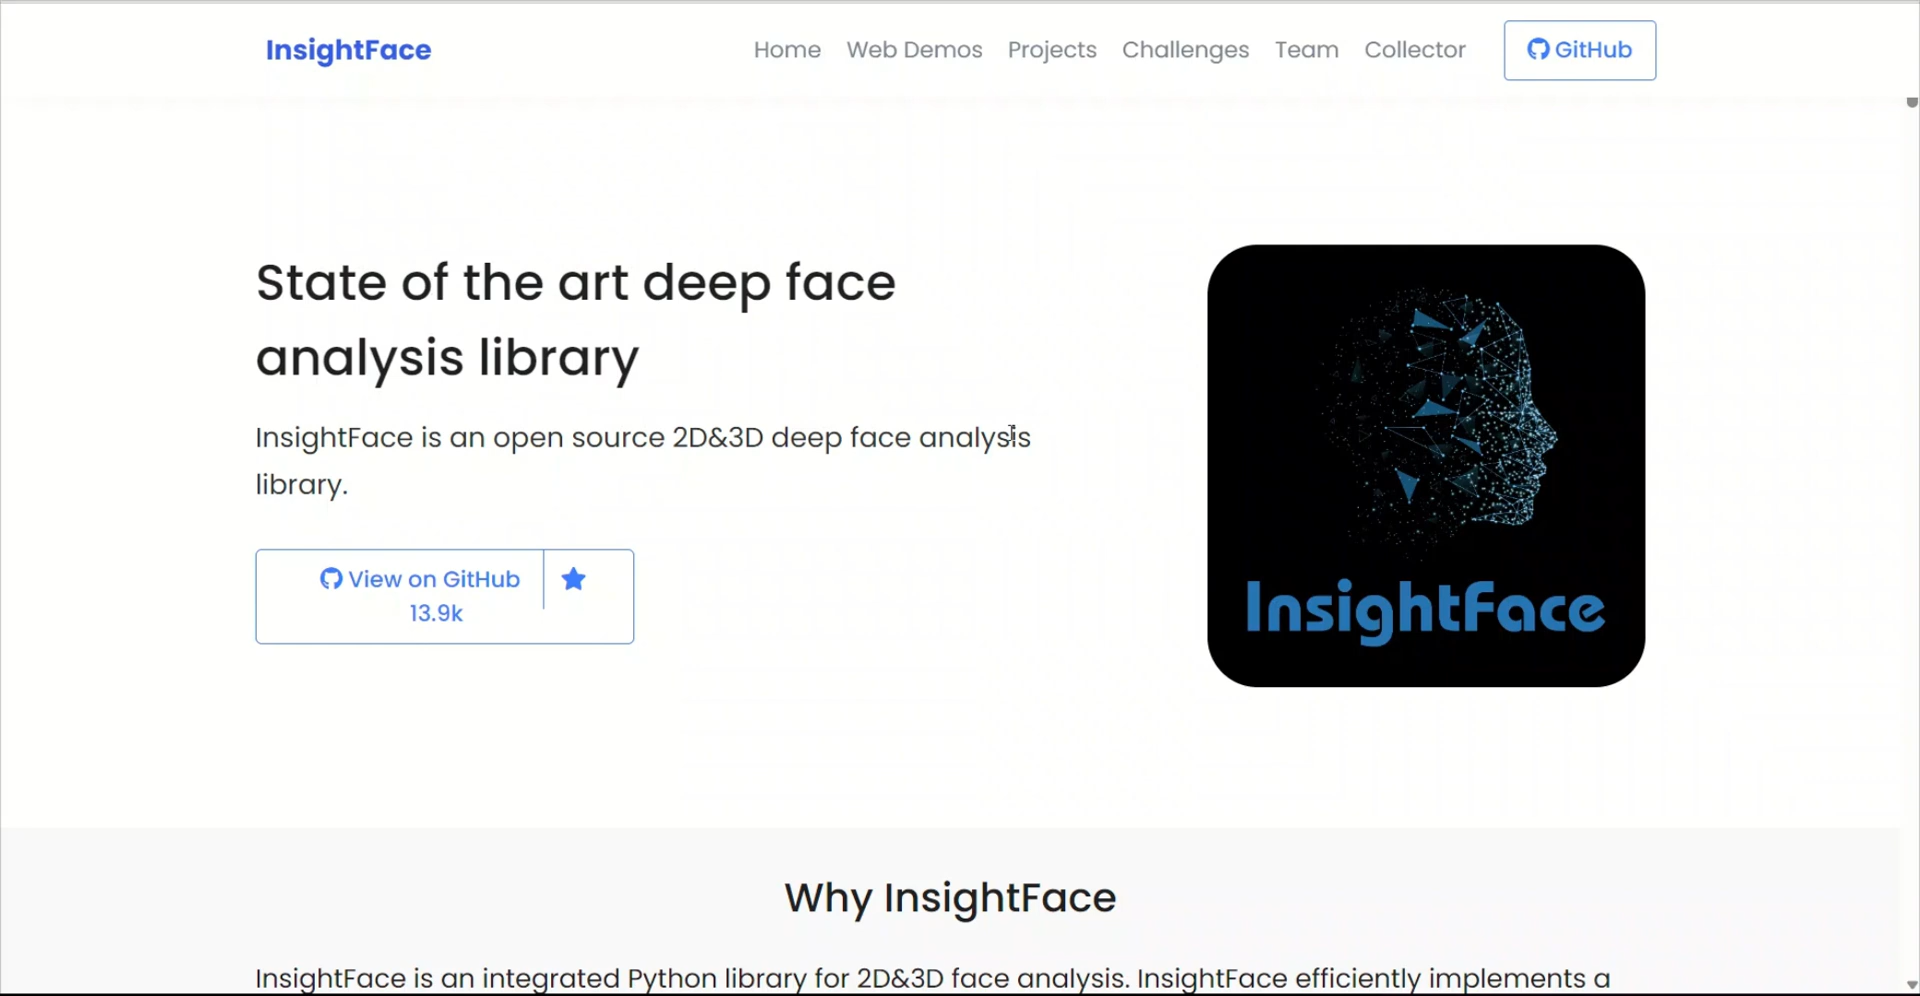 InsightFace
Home Web Demos Projects Challenges Team Collector GitHub
State of the art deep face
analysis library
InsightFace is an open source 2D&3D deep face analysis
library.
View on GitHub
13.9k
InsightFace
Why InsightFace
InsightFace is an integrated Python library for 2D&3D face analysis. InsightFace efficiently implements a